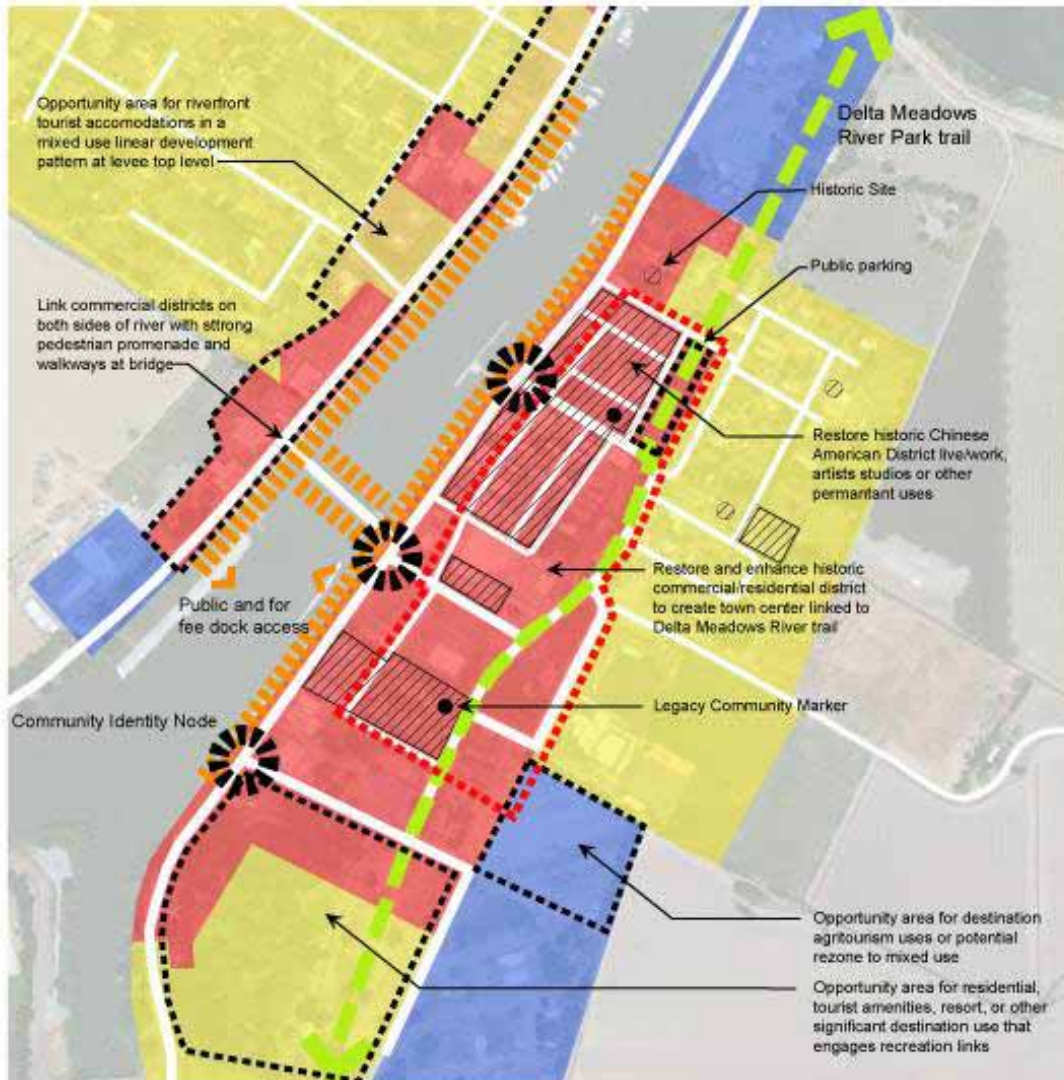 Opportunity area for riverfront
tourist accomodations in a
mixed use linear development
pattern at levee top level
Delta Meadows
River Park trail
Historic Site
Public parking
Link commercial districts on
both sides of river with sttrong
pedestrian promenade and
walkways at bridge
Restore historic Chinese
American District live/work,
artists studios or other
permantant uses
Restore and enhance historic
commercial/residential district
to create town center linked to
Delta Meadows River trail
Public and for
fee dock access
Legacy Community Marker
Community Identity Node
Opportunity area for destination
agritourism uses or potential
rezone to mixed use
Opportunity area for residential,
tourist amenities, resort, or other
significant destination use that
engages recreation links